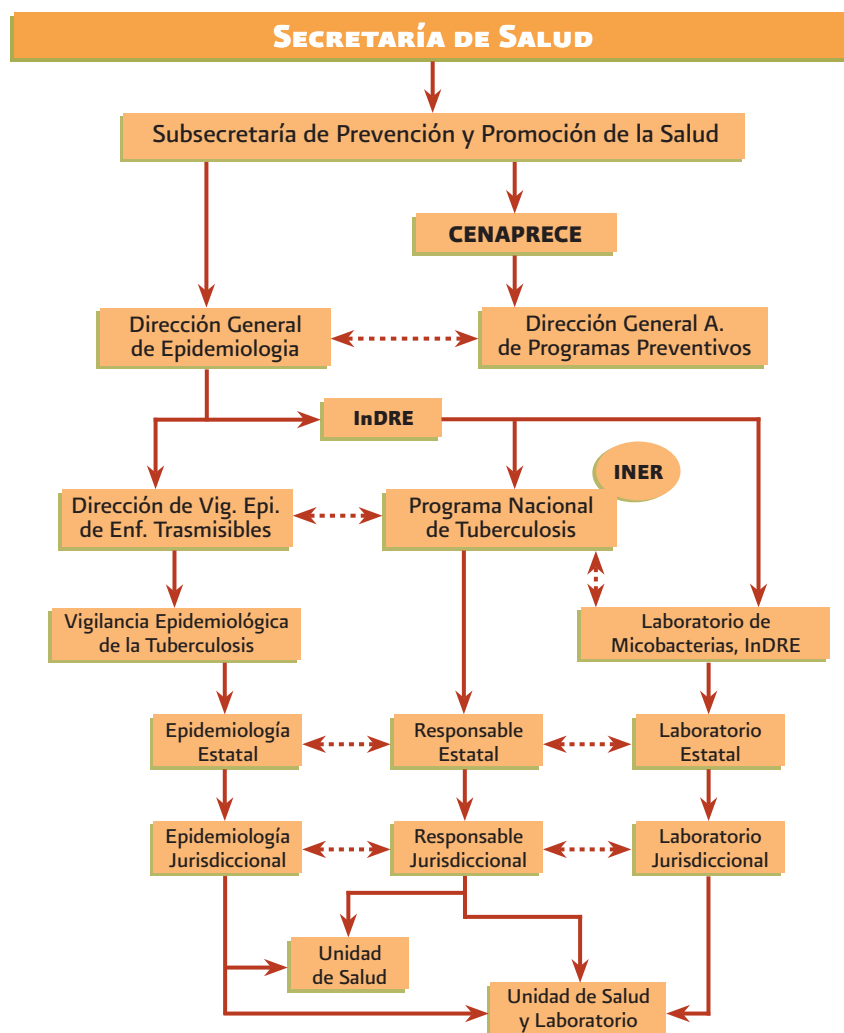 SECRETARÍA DE SALUD
Subsecretaría de Prevención y Promoción de la Salud
CENAPRECE
Dirección General
de Epidemiologia
Dirección General A.
de Programas Preventivos
InDRE
INER
Dirección de Vig. Epi.
de Enf. Trasmisibles
Programa Nacional
de Tuberculosis
Vigilancia Epidemiológica
de la Tuberculosis
Laboratorio de
Micobacterias, InDRE
Epidemiología
Estatal
Responsable
Estatal
Laboratorio
Estatal
Epidemiología
Jurisdiccional
Responsable
Jurisdiccional
Laboratorio
Jurisdiccional
Unidad
de Salud
Unidad de Salud
y Laboratorio